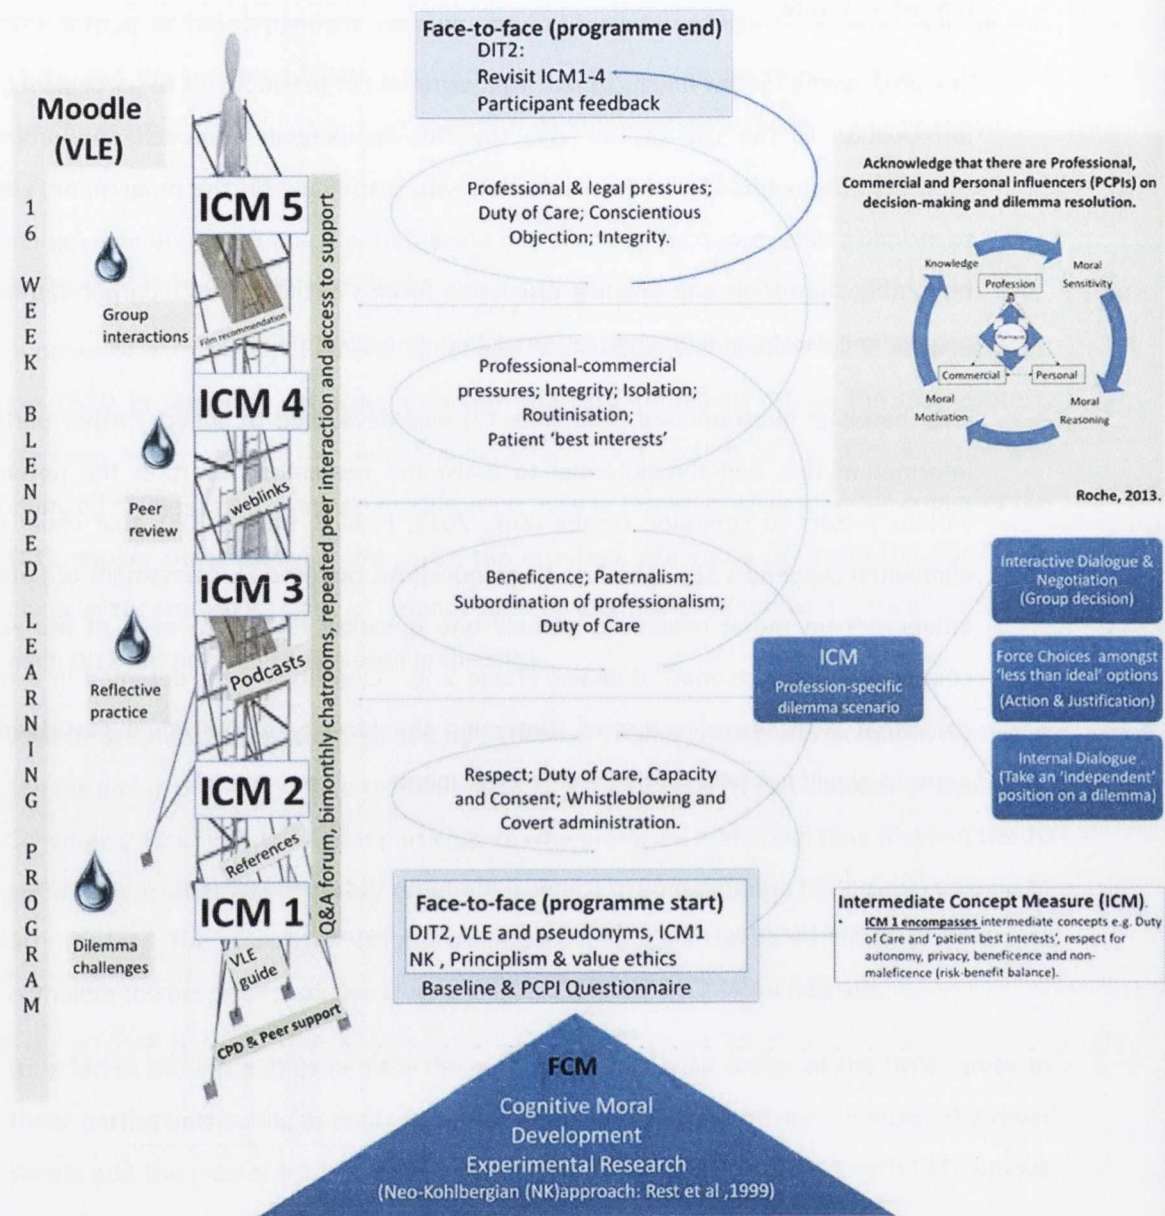 Face-to-face (programme end)
DIT2:
Revisit ICM1-4
Participant feedback
Moodle
(VLE)
16 WEEK BLENDED LEARNING PROGRAM
ICM 5
Film recommendation
Group
interactions
ICM 4
weblinks
Peer
review
ICM 3
Podcasts
Reflective
practice
ICM 2
References
ICM 1
Dilemma
challenges
VLE
guide
CPD & Peer support
Q&A forum, bimonthly chatrooms, repeated peer interaction and access to support
Professional & legal pressures;
Duty of Care; Conscientious
Objection; Integrity.
Professional-commercial
pressures; Integrity; Isolation;
Routinisation;
Patient ‘best interests’
Beneficence; Paternalism;
Subordination of professionalism;
Duty of Care
Respect; Duty of Care, Capacity
and Consent; Whistleblowing and
Covert administration.
Face-to-face (programme start)
DIT2, VLE and pseudonyms, ICM1
NK , Principlism & value ethics
Baseline & PCPI Questionnaire
FCM
Cognitive Moral
Development
Experimental Research
(Neo-Kohlbergian (NK)approach: Rest et al ,1999)
Acknowledge that there are Professional,
Commercial and Personal influencers (PCPIs) on
decision-making and dilemma resolution.
Knowledge
Moral
Sensitivity
Profession
Commercial
Personal
Moral
Motivation
Moral
Reasoning
Roche, 2013.
ICM
Profession-specific
dilemma scenario
Interactive Dialogue &
Negotiation
(Group decision)
Force Choices amongst
‘less than ideal’ options
(Action & Justification)
Internal Dialogue
(Take an ‘independent’
position on a dilemma)
Intermediate Concept Measure (ICM).
• ICM 1 encompasses intermediate concepts e.g. Duty
of Care and ‘patient best interests’, respect for
autonomy, privacy, beneficence and non-
maleficence (risk-benefit balance).